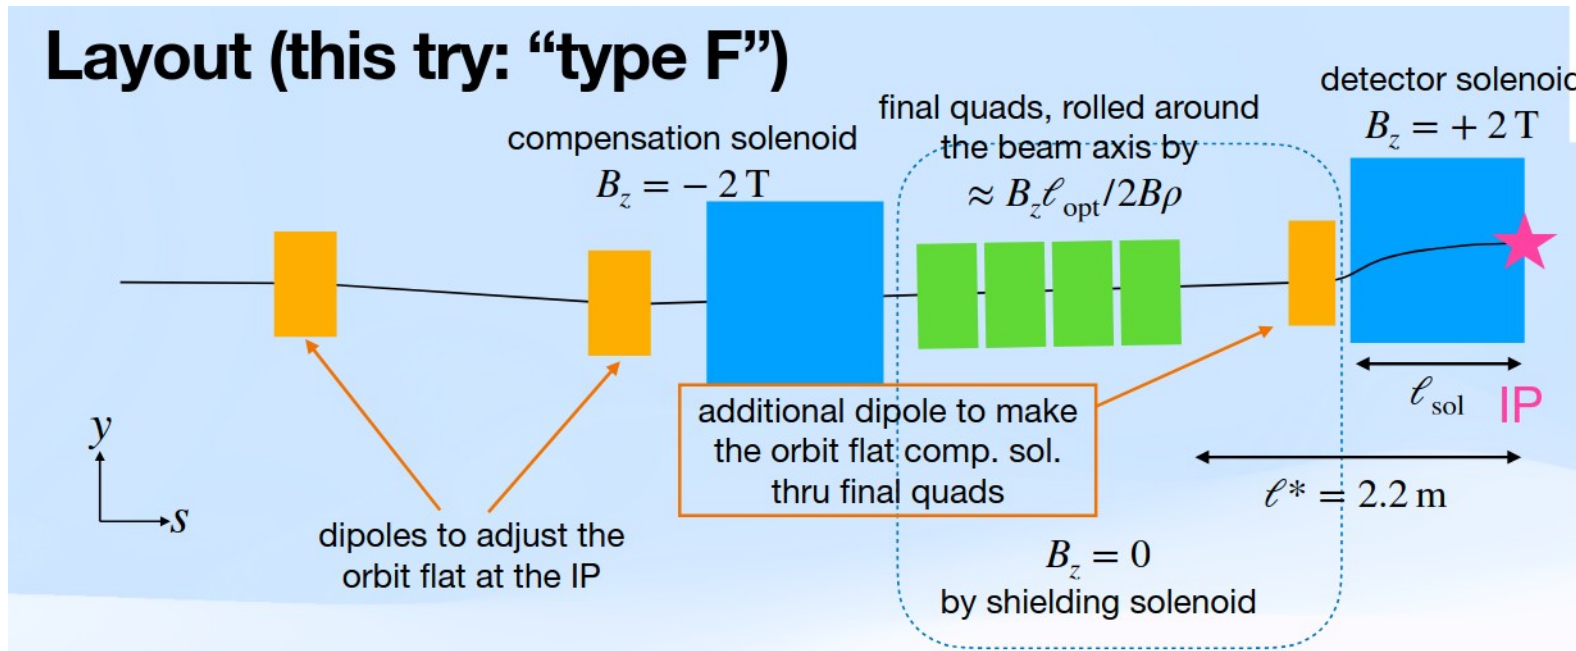 Layout (this try: “type F”)
detector solenoid
B_z = + 2 T
final quads, rolled around
the beam axis by
≈ B_z ℓ_opt/2Bρ
compensation solenoid
B_z = − 2 T
ℓ_sol
IP
additional dipole to make
the orbit flat comp. sol.
thru final quads
ℓ* = 2.2 m
y
s
dipoles to adjust the
orbit flat at the IP
B_z = 0
by shielding solenoid